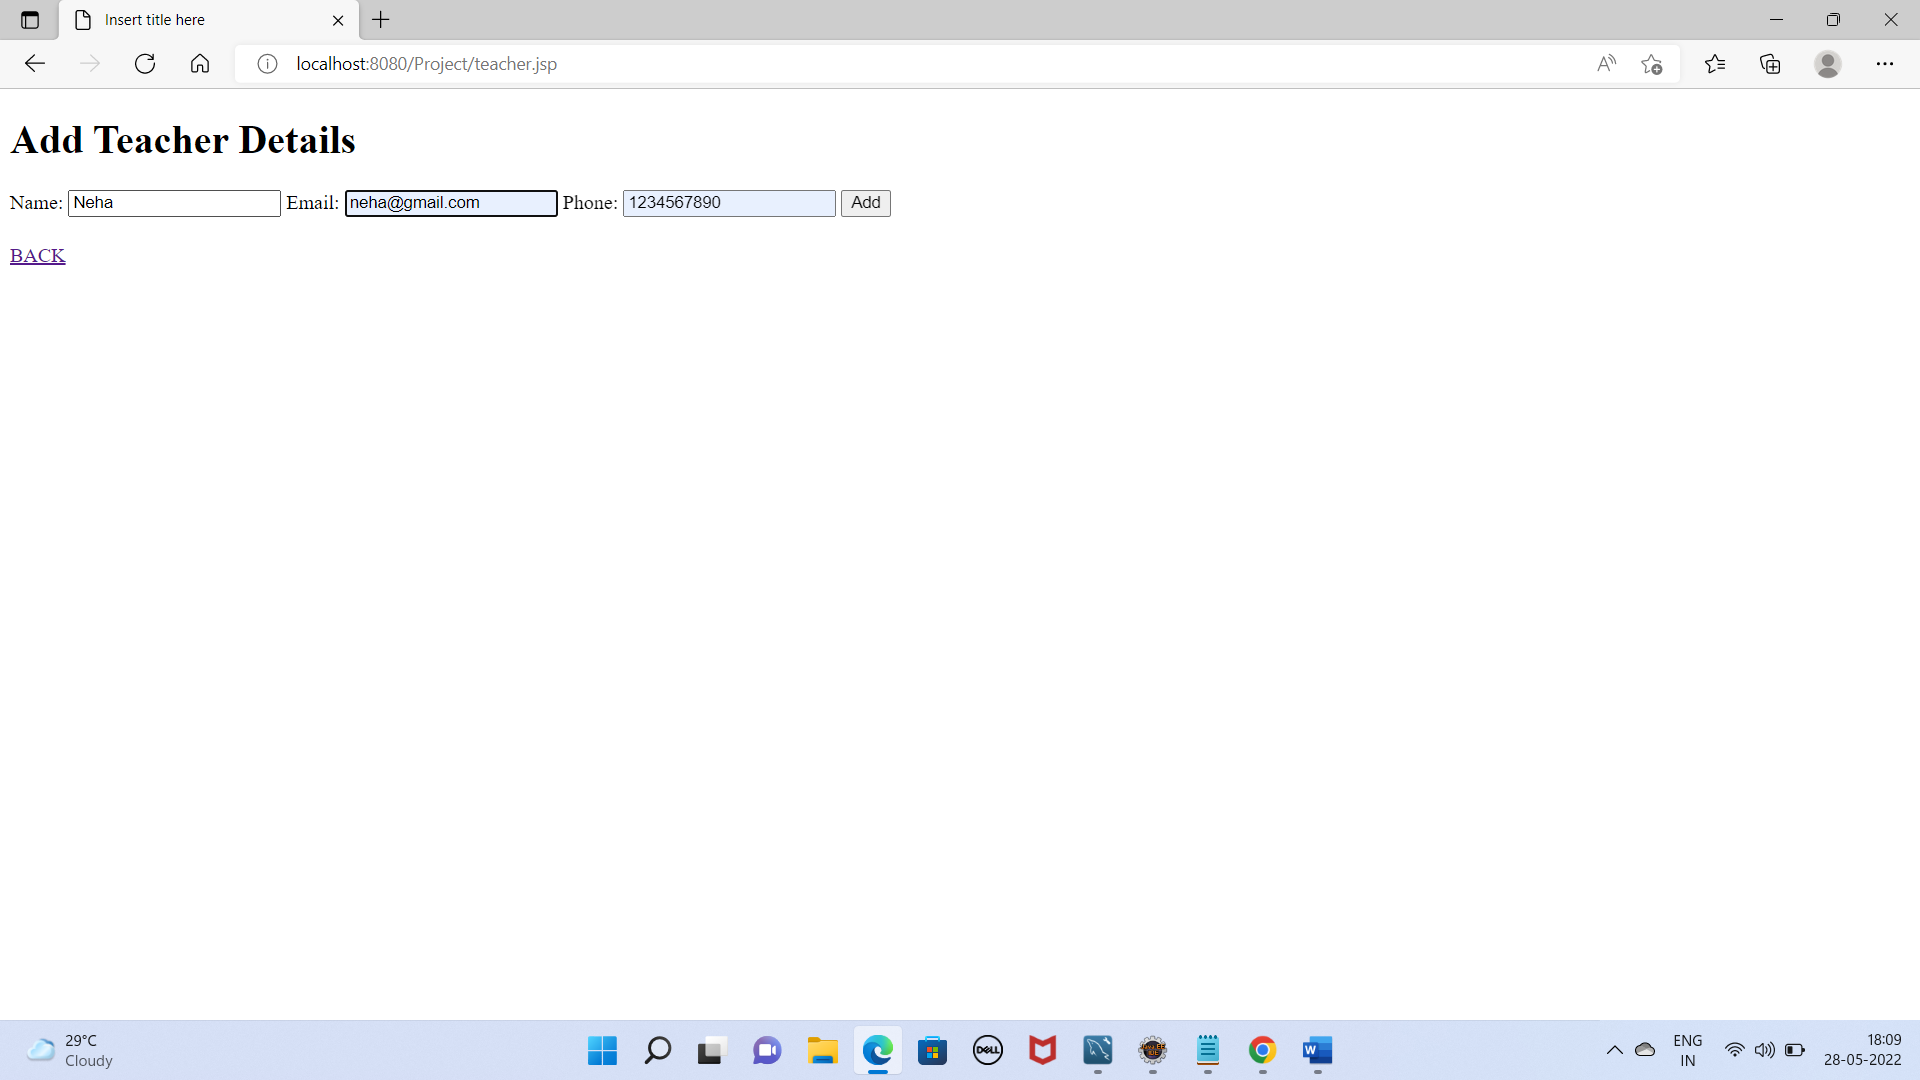 Insert title here
localhost:8080/Project/teacher.jsp
Add Teacher Details
Name: Neha Email: neha@gmail.com Phone: 1234567890 Add
BACK
29°C
Cloudy
DELL
W
ENG
IN
18:09
28-05-2022